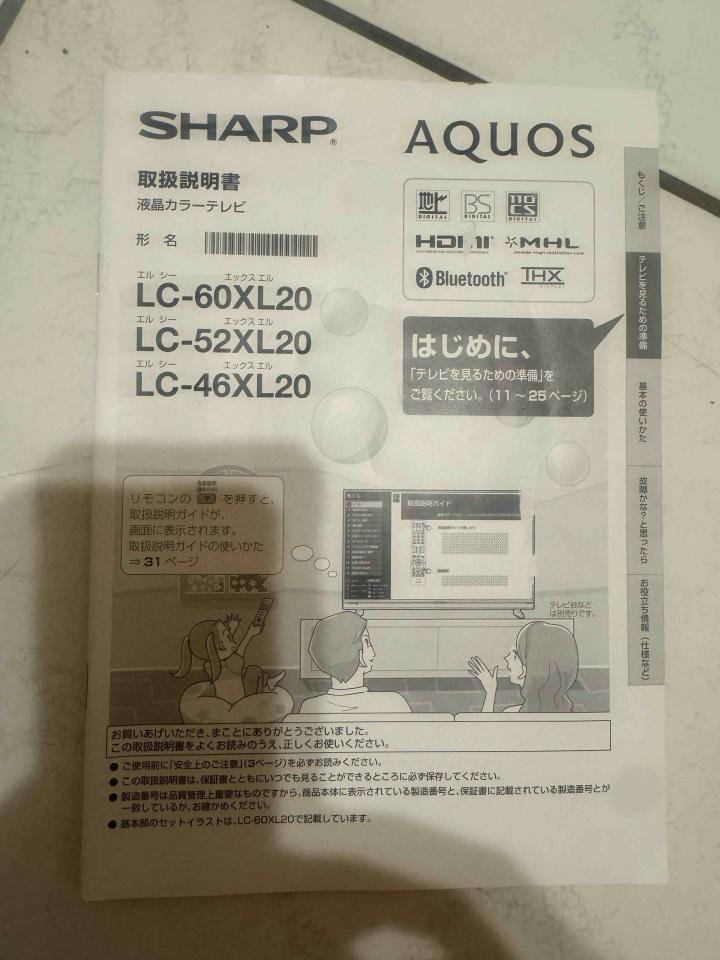 SHARP®
AQUOS
取扱説明書
液晶カラーテレビ
形 名
エル シー エックス エル
LC-60XL20
エル シー エックス エル
LC-52XL20
エル シー エックス エル
LC-46XL20
地上 DIGITAL
BS DIGITAL
110 CS DIGITAL
HDMI®
MHL
Bluetooth®
THX
DISPLAY
はじめに、
「テレビを見るための準備」を
ご覧ください。(11〜25ページ)
もくじ/ご注意
テレビを見るための準備
基本の使いかた
故障かな?と思ったら
お役立ち情報(仕様など)
リモコンの ? を押すと、
取扱説明ガイドが、
画面に表示されます。
取扱説明ガイドの使いかた
⇒31ページ
もくじ
取扱説明ガイド
テレビ台など
は別売りです。
お買いあげいただき、まことにありがとうございました。
この取扱説明書をよくお読みのうえ、正しくお使いください。
● ご使用前に「安全上のご注意」(3ページ)を必ずお読みください。
● この取扱説明書は、保証書とともにいつでも見ることができるところに必ず保存してください。
● 製造番号は品質管理上重要なものですから、商品本体に表示されている製造番号と、保証書に記載されている製造番号とが
一致しているか、お確かめください。
● 基本部のセットイラストは、LC-60XL20で記載しています。